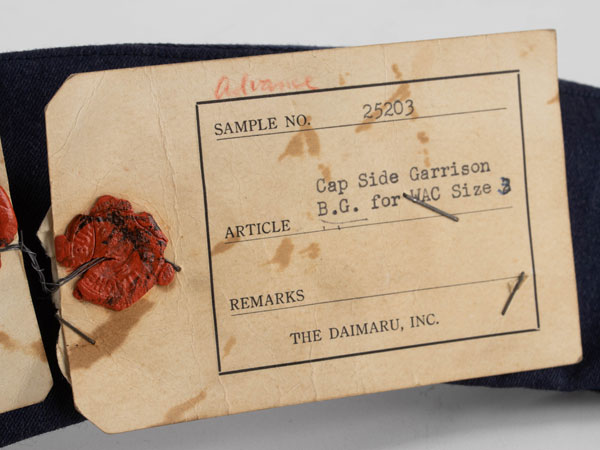 Advance
SAMPLE NO. 25203
Cap Side Garrison
ARTICLE B.G. for WAC Size 3
REMARKS
THE DAIMARU, INC.